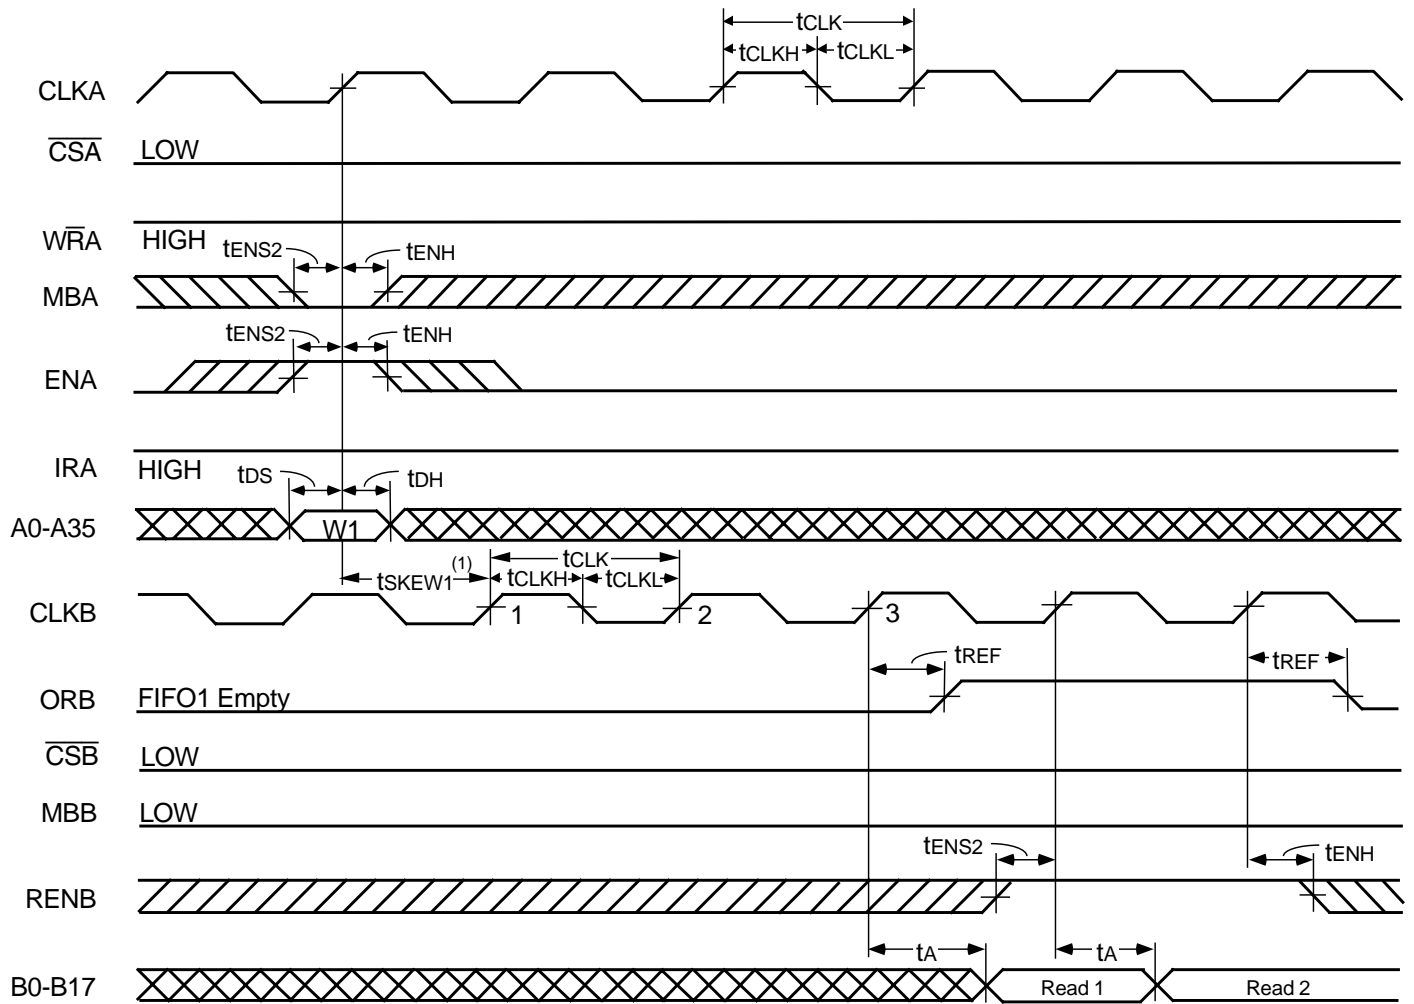 tCLK
tCLKH tCLKL
CLKA
CSA LOW
WRA HIGH
tENS2 tENH
MBA
tENS2 tENH
ENA
IRA HIGH
tDS tDH
A0-A35 W1
tSKEW1(1) tCLK
tCLKH tCLKL
CLKB 1 2 3
tREF tREF
ORB FIFO1 Empty
CSB LOW
MBB LOW
tENS2 tENH
RENB
tA tA
B0-B17 Read 1 Read 2